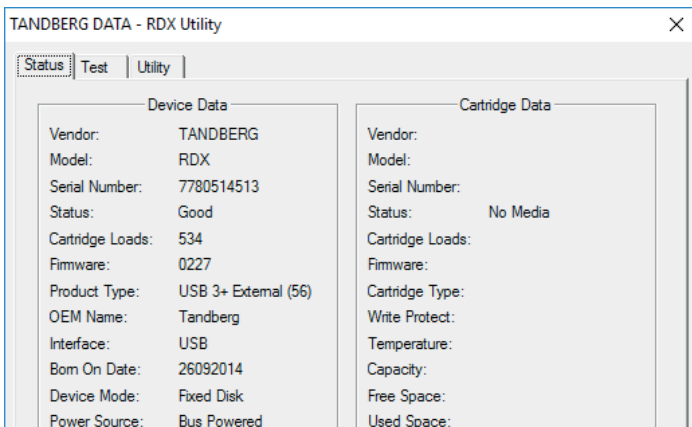 TANDBERG DATA - RDX Utility
Status Test Utility
Device Data
Vendor: TANDBERG
Model: RDX
Serial Number: 7780514513
Status: Good
Cartridge Loads: 534
Firmware: 0227
Product Type: USB 3+ External (56)
OEM Name: Tandberg
Interface: USB
Born On Date: 26092014
Device Mode: Fixed Disk
Power Source: Bus Powered
Cartridge Data
Vendor:
Model:
Serial Number:
Status: No Media
Cartridge Loads:
Firmware:
Cartridge Type:
Write Protect:
Temperature:
Capacity:
Free Space:
Used Space: